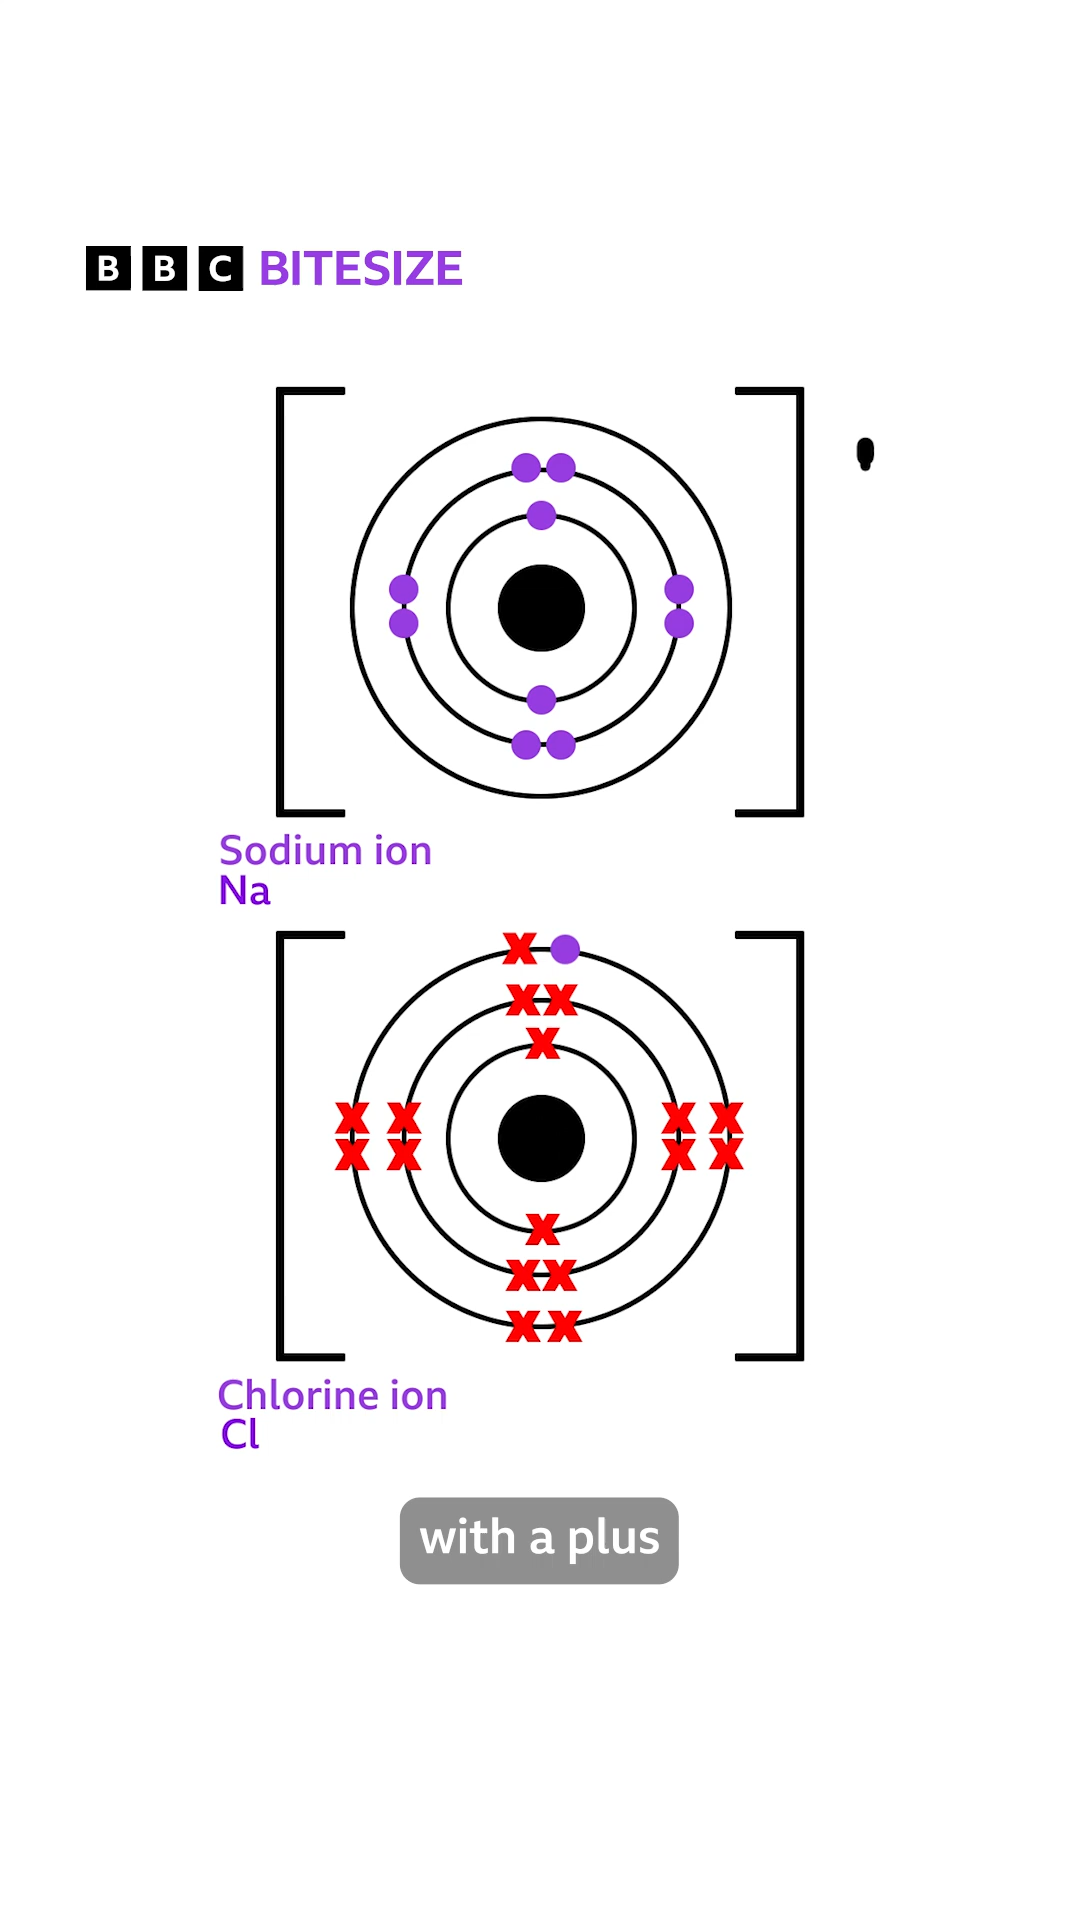 BBC BITESIZE
Sodium ion
Na
Chlorine ion
Cl
with a plus